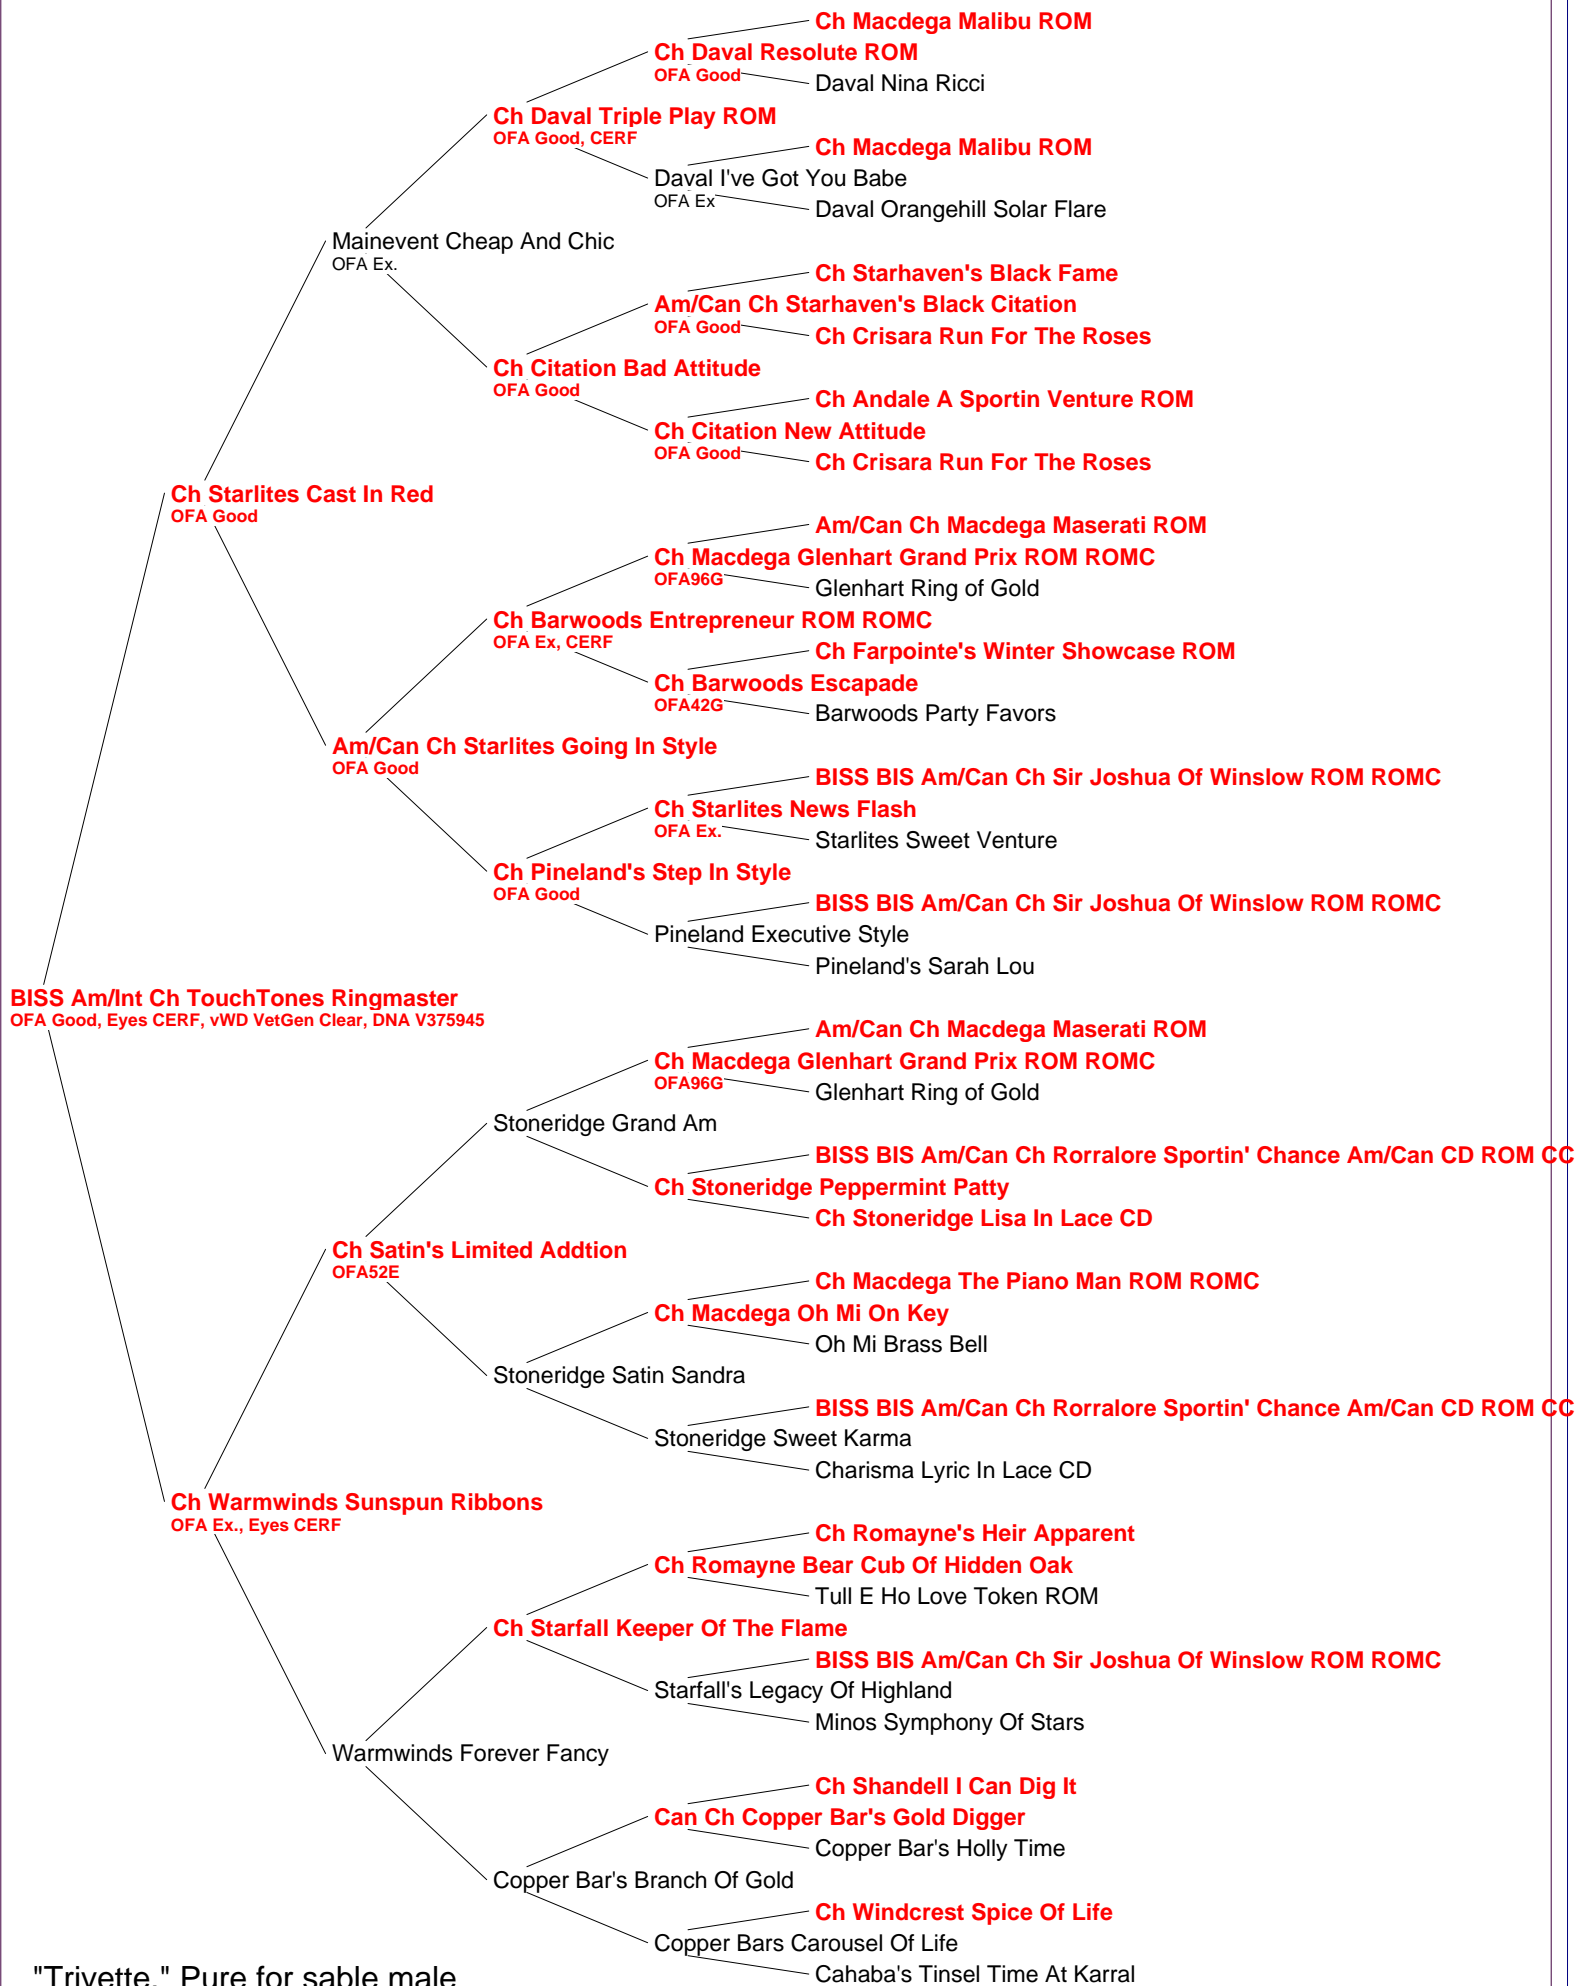 Ch Macdega Malibu ROM
Ch Daval Resolute ROM
OFA Good
Daval Nina Ricci
Ch Daval Triple Play ROM
OFA Good, CERF
Ch Macdega Malibu ROM
Daval I've Got You Babe
OFA Ex
Daval Orangehill Solar Flare
Mainevent Cheap And Chic
OFA Ex.
Ch Starhaven's Black Fame
Am/Can Ch Starhaven's Black Citation
OFA Good
Ch Crisara Run For The Roses
Ch Citation Bad Attitude
OFA Good
Ch Andale A Sportin Venture ROM
Ch Citation New Attitude
OFA Good
Ch Crisara Run For The Roses
Ch Starlites Cast In Red
OFA Good
Am/Can Ch Macdega Maserati ROM
Ch Macdega Glenhart Grand Prix ROM ROMC
OFA96G
Glenhart Ring of Gold
Ch Barwoods Entrepreneur ROM ROMC
OFA Ex, CERF
Ch Farpointe's Winter Showcase ROM
Ch Barwoods Escapade
OFA42G
Barwoods Party Favors
Am/Can Ch Starlites Going In Style
OFA Good
BISS BIS Am/Can Ch Sir Joshua Of Winslow ROM ROMC
Ch Starlites News Flash
OFA Ex.
Starlites Sweet Venture
Ch Pineland's Step In Style
OFA Good
BISS BIS Am/Can Ch Sir Joshua Of Winslow ROM ROMC
Pineland Executive Style
Pineland's Sarah Lou
BISS Am/Int Ch TouchTones Ringmaster
OFA Good, Eyes CERF, vWD VetGen Clear, DNA V375945
Am/Can Ch Macdega Maserati ROM
Ch Macdega Glenhart Grand Prix ROM ROMC
OFA96G
Glenhart Ring of Gold
Stoneridge Grand Am
BISS BIS Am/Can Ch Rorralore Sportin' Chance Am/Can CD ROM CC
Ch Stoneridge Peppermint Patty
Ch Stoneridge Lisa In Lace CD
Ch Satin's Limited Addtion
OFA52E
Ch Macdega The Piano Man ROM ROMC
Ch Macdega Oh Mi On Key
Oh Mi Brass Bell
Stoneridge Satin Sandra
BISS BIS Am/Can Ch Rorralore Sportin' Chance Am/Can CD ROM CC
Stoneridge Sweet Karma
Charisma Lyric In Lace CD
Ch Warmwinds Sunspun Ribbons
OFA Ex., Eyes CERF
Ch Romayne's Heir Apparent
Ch Romayne Bear Cub Of Hidden Oak
Tull E Ho Love Token ROM
Ch Starfall Keeper Of The Flame
BISS BIS Am/Can Ch Sir Joshua Of Winslow ROM ROMC
Starfall's Legacy Of Highland
Minos Symphony Of Stars
Warmwinds Forever Fancy
Ch Shandell I Can Dig It
Can Ch Copper Bar's Gold Digger
Copper Bar's Holly Time
Copper Bar's Branch Of Gold
Ch Windcrest Spice Of Life
Copper Bars Carousel Of Life
Cahaba's Tinsel Time At Karral
"Trivette," Pure for sable male